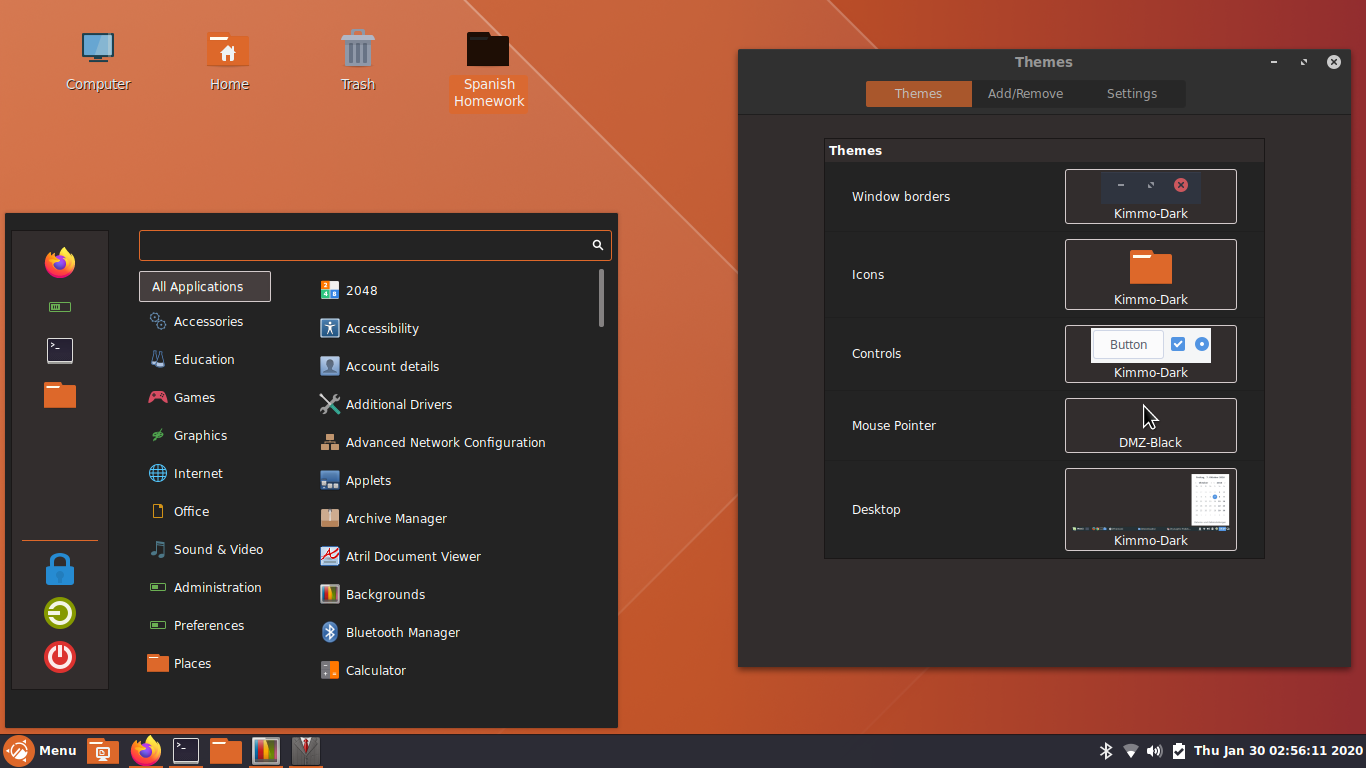 Computer
Home
Trash
Spanish
Homework
Themes
Themes
Add/Remove
Settings
Themes
Window borders
Kimmo-Dark
Icons
Kimmo-Dark
Controls
Button
Kimmo-Dark
Mouse Pointer
DMZ-Black
Desktop
Kimmo-Dark
All Applications
Accessories
Education
Games
Graphics
Internet
Office
Sound & Video
Administration
Preferences
Places
2048
Accessibility
Account details
Additional Drivers
Advanced Network Configuration
Applets
Archive Manager
Atril Document Viewer
Backgrounds
Bluetooth Manager
Calculator
Menu
Thu Jan 30 02:56:11 2020